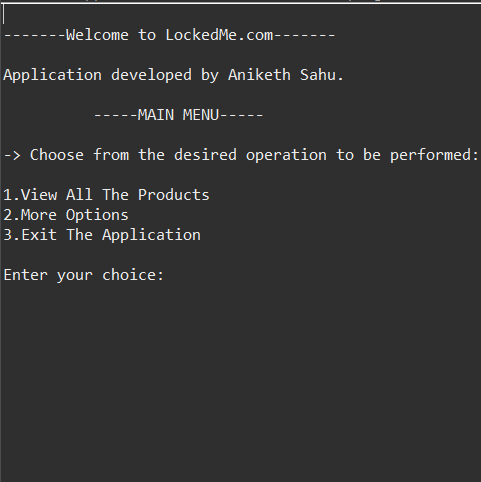 -------Welcome to LockedMe.com-------
Application developed by Aniketh Sahu.
-----MAIN MENU-----
-> Choose from the desired operation to be performed:
1.View All The Products
2.More Options
3.Exit The Application
Enter your choice: